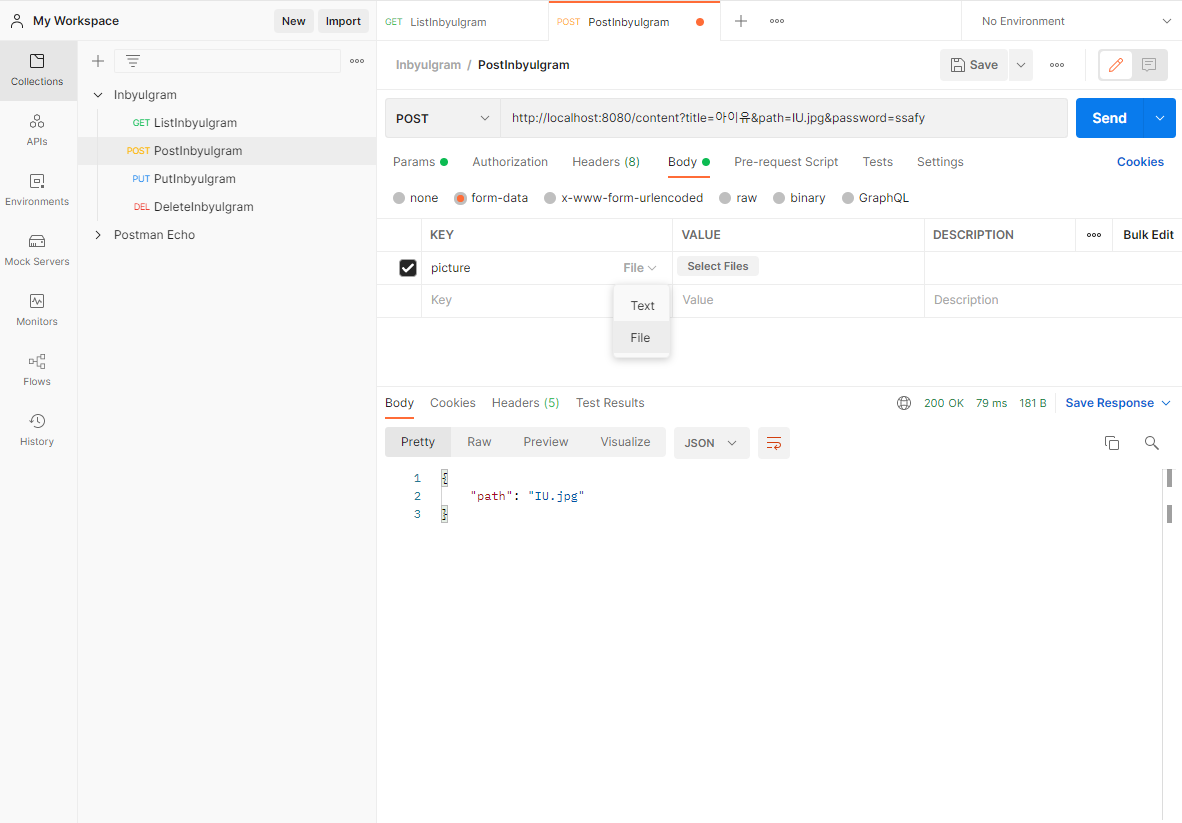 My Workspace New Import
GET ListInbyulgram
POST PostInbyulgram
No Environment
Collections
APIs
Environments
Mock Servers
Monitors
Flows
History
Inbyulgram
GET ListInbyulgram
POST PostInbyulgram
PUT PutInbyulgram
DEL DeleteInbyulgram
Postman Echo
Inbyulgram / PostInbyulgram Save
POST http://localhost:8080/content?title=아이유&path=IU.jpg&password=ssafy Send
Params Authorization Headers (8) Body Pre-request Script Tests Settings Cookies
none form-data x-www-form-urlencoded raw binary GraphQL
KEY VALUE DESCRIPTION Bulk Edit
picture File Select Files
Key Value Description
Text
File
Body Cookies Headers (5) Test Results 200 OK 79 ms 181 B Save Response
Pretty Raw Preview Visualize JSON
1 {
2 "path": "IU.jpg"
3 }